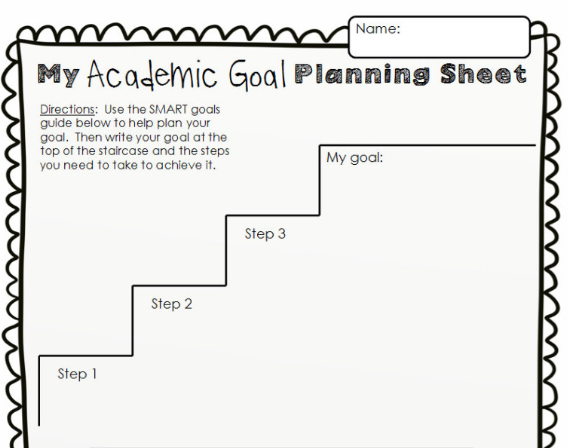 Name:
My Academic Goal Planning Sheet
Directions: Use the SMART goals
guide below to help plan your
goal. Then write your goal at the
top of the staircase and the steps
you need to take to achieve it.
My goal:
Step 3
Step 2
Step 1